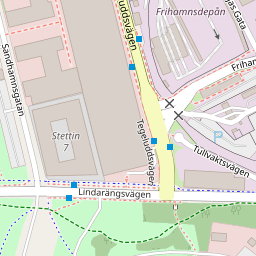 Frihamnsdepån
Sandhamnsgatan
Tegeluddsvägen
Stettin
7
Tullvaktsvägen
Lindarängsvägen